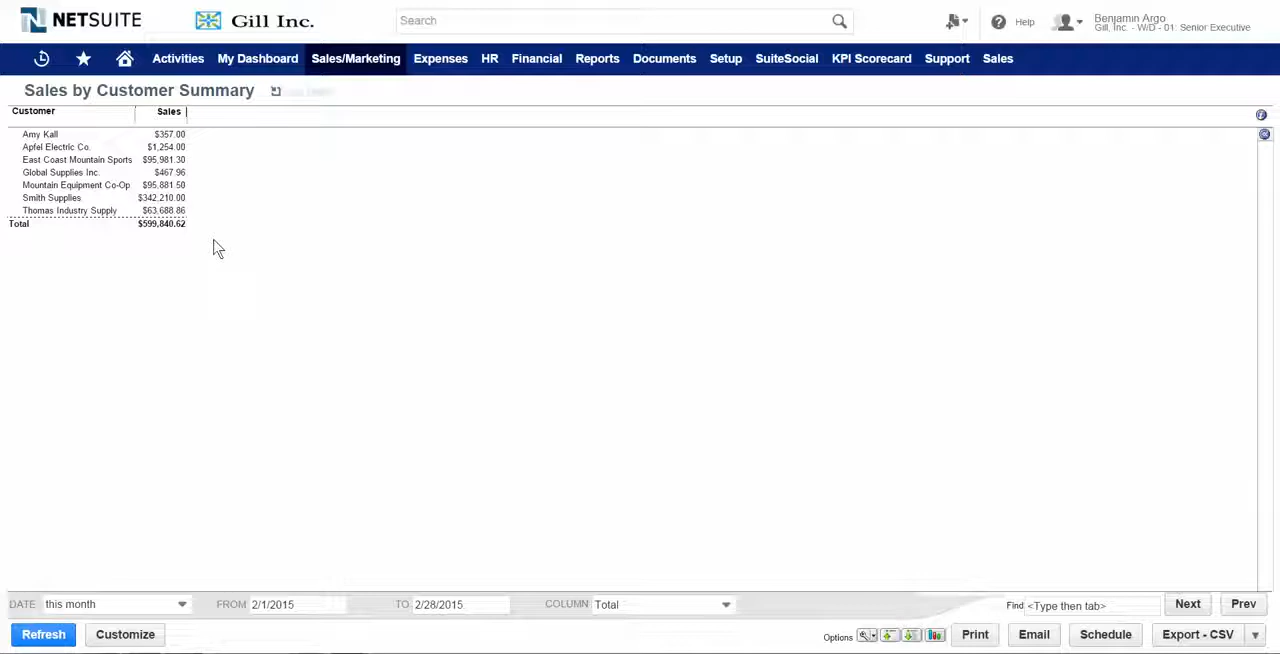 NETSUITE
Gill Inc.
Search
Help
Benjamin Argo
Gill, Inc. - W/D - 01: Senior Executive
Activities My Dashboard Sales/Marketing Expenses HR Financial Reports Documents Setup SuiteSocial KPI Scorecard Support Sales
Sales by Customer Summary
Customer Sales
Amy Kall $357.00
Apfel Electric Co. $1,254.00
East Coast Mountain Sports $95,981.30
Global Supplies Inc. $467.96
Mountain Equipment Co-Op $95,881.50
Smith Supplies $342,210.00
Thomas Industry Supply $63,688.86
Total $599,840.62
DATE this month FROM 2/1/2015 TO 2/28/2015 COLUMN Total Find <Type then tab> Next Prev
Refresh Customize Options Print Email Schedule Export - CSV